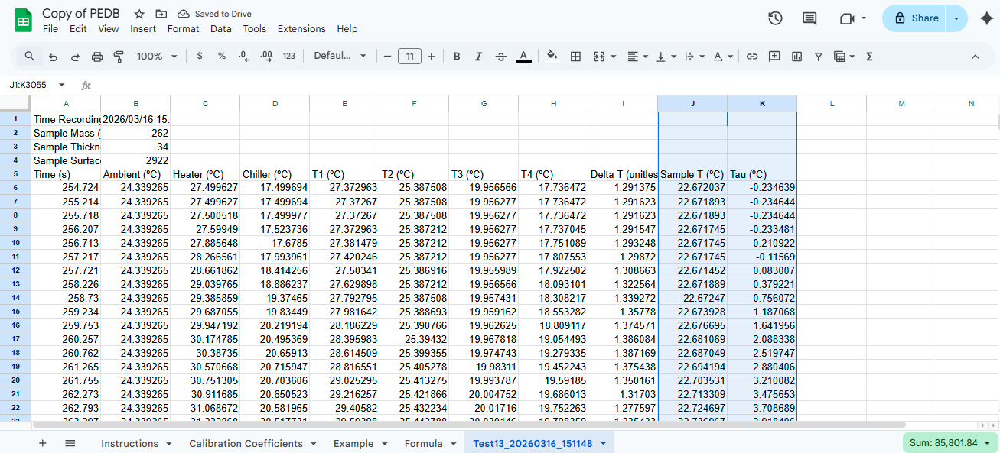 Copy of PEDB Saved to Drive
File Edit View Insert Format Data Tools Extensions Help
Share
100% $ % .0 .00 123 Defaul... 11 B I A
J1:K3055 fx
A B C D E F G H I J K L M N
1 Time Recording 2026/03/16 15:
2 Sample Mass ( 262
3 Sample Thickn 34
4 Sample Surfac 2922
5 Time (s) Ambient (ºC) Heater (ºC) Chiller (ºC) T1 (ºC) T2 (ºC) T3 (ºC) T4 (ºC) Delta T (unitles Sample T (ºC) Tau (ºC)
6 254.724 24.339265 27.499627 17.499694 27.372963 25.387508 19.956566 17.736472 1.291375 22.672037 -0.234639
7 255.214 24.339265 27.499627 17.499694 27.37267 25.387508 19.956277 17.736472 1.291623 22.671893 -0.234644
8 255.718 24.339265 27.500518 17.499977 27.37267 25.387508 19.956277 17.736472 1.291623 22.671893 -0.234644
9 256.207 24.339265 27.59949 17.523736 27.372963 25.387212 19.956277 17.737045 1.291547 22.671745 -0.233481
10 256.713 24.339265 27.885648 17.6785 27.381479 25.387212 19.956277 17.751089 1.293248 22.671745 -0.210922
11 257.217 24.339265 28.266561 17.993961 27.420246 25.387212 19.956277 17.807553 1.29872 22.671745 -0.11569
12 257.721 24.339265 28.661862 18.414256 27.50341 25.386916 19.955989 17.922502 1.308663 22.671452 0.083007
13 258.226 24.339265 29.039765 18.886237 27.629898 25.387212 19.956566 18.093101 1.322564 22.671889 0.379221
14 258.73 24.339265 29.385859 19.37465 27.792795 25.387508 19.957431 18.308217 1.339272 22.67247 0.756072
15 259.234 24.339265 29.687055 19.83449 27.981642 25.388693 19.959162 18.553282 1.35778 22.673928 1.187068
16 259.753 24.339265 29.947192 20.219194 28.186229 25.390766 19.962625 18.809117 1.374571 22.676695 1.641956
17 260.257 24.339265 30.174785 20.495369 28.395983 25.39432 19.967818 19.054493 1.386084 22.681069 2.088338
18 260.762 24.339265 30.38735 20.65913 28.614509 25.399355 19.974743 19.279335 1.387169 22.687049 2.519747
19 261.265 24.339265 30.570668 20.715947 28.816551 25.405278 19.98311 19.452243 1.375438 22.694194 2.880406
20 261.755 24.339265 30.751305 20.703606 29.025295 25.413275 19.993787 19.59185 1.350161 22.703531 3.210082
21 262.273 24.339265 30.911685 20.650523 29.216257 25.421866 20.004752 19.686013 1.31703 22.713309 3.475653
22 262.793 24.339265 31.068672 20.581965 29.40582 25.432234 20.01716 19.752263 1.277597 22.724697 3.708689
Instructions Calibration Coefficients Example Formula Test13_20260316_151148 Sum: 85,801.84